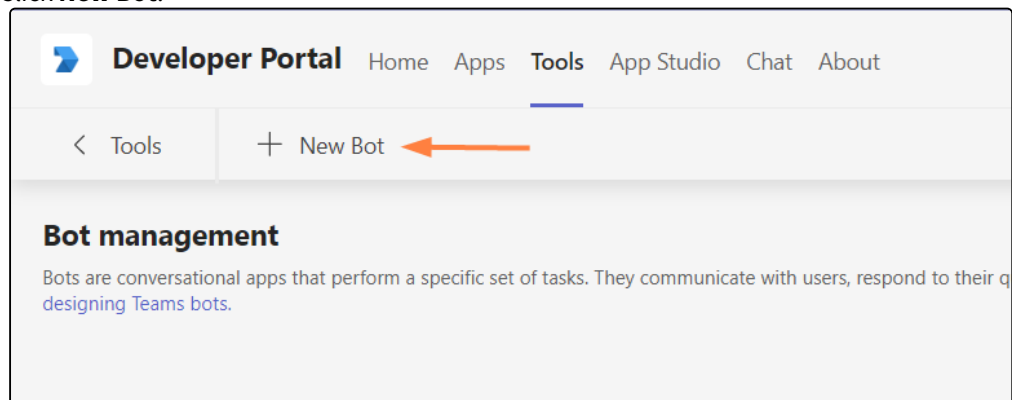 Developer Portal Home Apps Tools App Studio Chat About
Tools New Bot
Bot management
Bots are conversational apps that perform a specific set of tasks. They communicate with users, respond to their q
designing Teams bots.